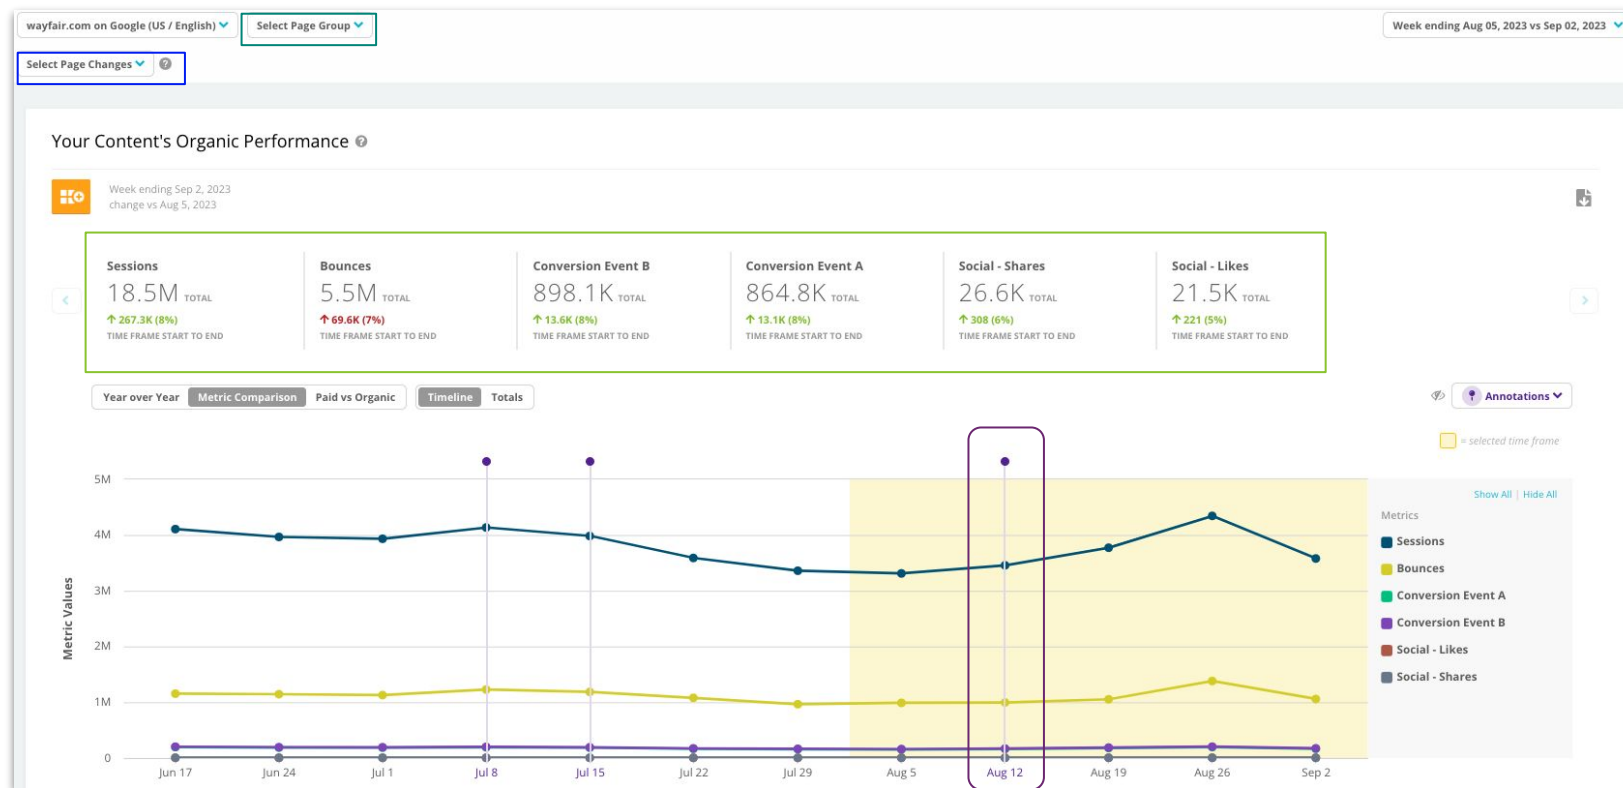 wayfair.com on Google (US / English)
Select Page Group
Week ending Aug 05, 2023 vs Sep 02, 2023
Select Page Changes
?
Your Content's Organic Performance ?
Week ending Sep 2, 2023
change vs Aug 5, 2023
Sessions
18.5M TOTAL
↑ 267.3K (8%)
TIME FRAME START TO END
Bounces
5.5M TOTAL
↑ 69.6K (7%)
TIME FRAME START TO END
Conversion Event B
898.1K TOTAL
↑ 13.6K (8%)
TIME FRAME START TO END
Conversion Event A
864.8K TOTAL
↑ 13.1K (8%)
TIME FRAME START TO END
Social - Shares
26.6K TOTAL
↑ 308 (6%)
TIME FRAME START TO END
Social - Likes
21.5K TOTAL
↑ 221 (5%)
TIME FRAME START TO END
Year over Year Metric Comparison Paid vs Organic Timeline Totals
Annotations
= selected time frame
Metric Values
5M
4M
3M
2M
1M
0
Jun 17 Jun 24 Jul 1 Jul 8 Jul 15 Jul 22 Jul 29 Aug 5 Aug 12 Aug 19 Aug 26 Sep 2
Show All | Hide All
Metrics
Sessions
Bounces
Conversion Event A
Conversion Event B
Social - Likes
Social - Shares